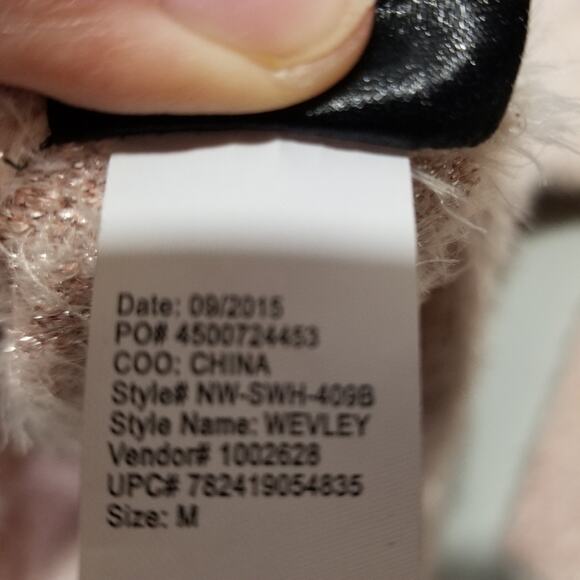 Date: 09/2015
PO# 4500724453
COO: CHINA
Style# NW-SWH-409B
Style Name: WEVLEY
Vendor# 1002628
UPC# 782419054835
Size: M